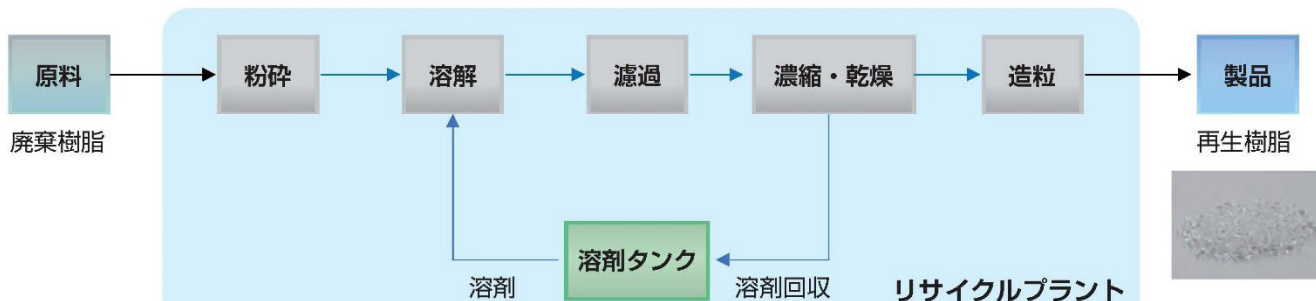 原料
粉砕
溶解
濾過
濃縮・乾燥
造粒
製品
廃棄樹脂
再生樹脂
溶剤タンク
溶剤
溶剤回収
リサイクルプラント